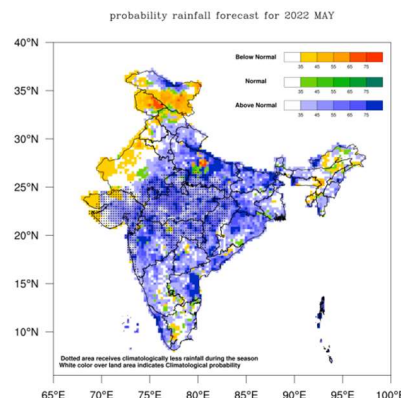 probability rainfall forecast for 2022 MAY
40°N
35°N
30°N
25°N
20°N
15°N
10°N
Below Normal
35 45 55 65 75
Normal
35 45 55 65 75
Above Normal
35 45 55 65 75
Dotted area receives climatologically less rainfall during the season
White color over land area indicates Climatological probability
65°E 70°E 75°E 80°E 85°E 90°E 95°E 100°E